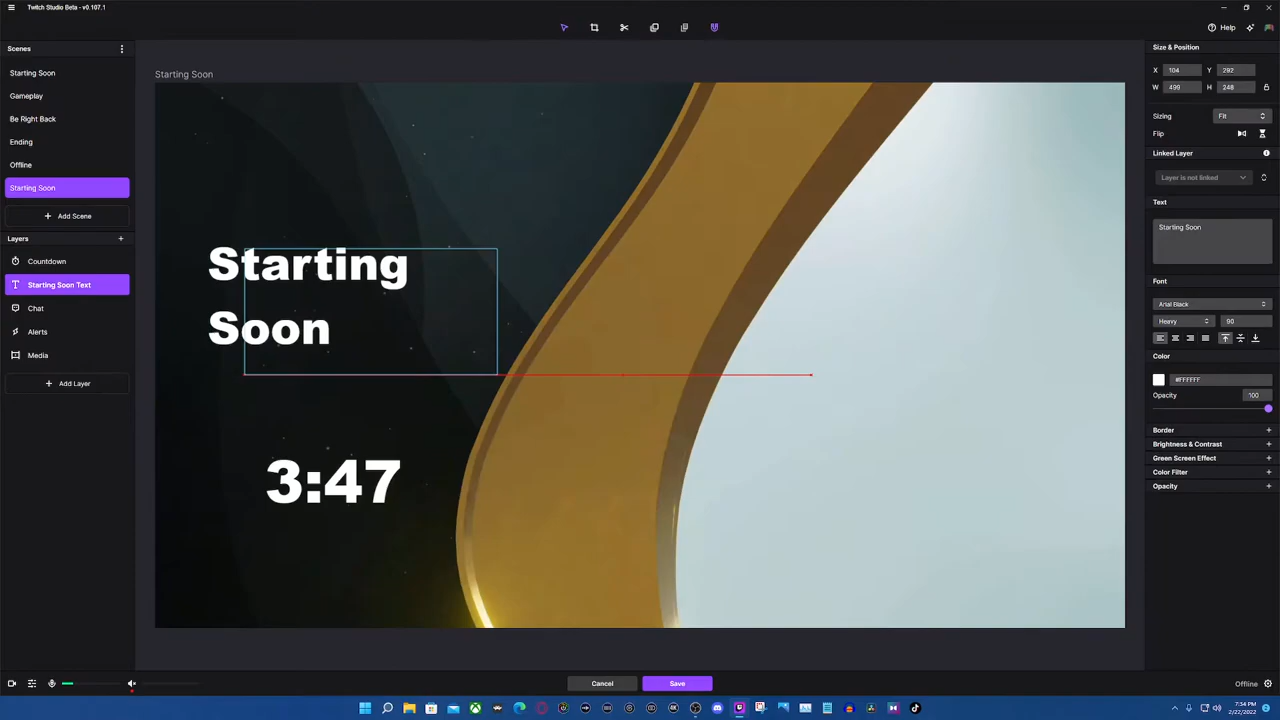 Twitch Studio Beta - v0.107.1
Help
Scenes
Starting Soon
Gameplay
Be Right Back
Ending
Offline
Starting Soon
Add Scene
Layers
Countdown
Starting Soon Text
Chat
Alerts
Media
Add Layer
Starting Soon
Starting
Soon
3:47
Size & Position
X 104 Y 292
W 499 H 248
Sizing Fit
Flip
Linked Layer
Layer is not linked
Text
Starting Soon
Font
Arial Black
Heavy 90
Color
#FFFFFF
Opacity 100
Border
Brightness & Contrast
Green Screen Effect
Color Filter
Opacity
Cancel
Save
Offline
7:34 PM
2/22/2022